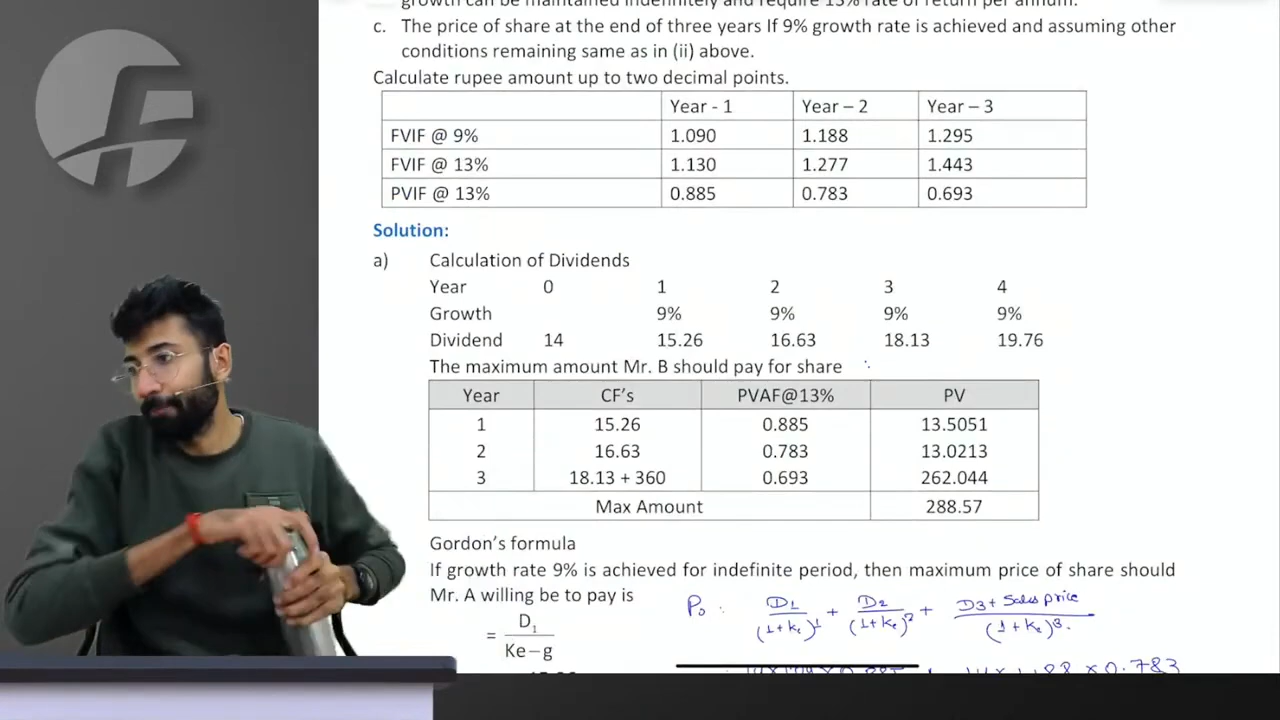 growth can be maintained indefinitely and require 13% rate of return per annum.
c. The price of share at the end of three years If 9% growth rate is achieved and assuming other
conditions remaining same as in (ii) above.
Calculate rupee amount up to two decimal points.
Year - 1 Year – 2 Year – 3
FVIF @ 9% 1.090 1.188 1.295
FVIF @ 13% 1.130 1.277 1.443
PVIF @ 13% 0.885 0.783 0.693
Solution:
a) Calculation of Dividends
Year 0 1 2 3 4
Growth 9% 9% 9% 9%
Dividend 14 15.26 16.63 18.13 19.76
The maximum amount Mr. B should pay for share
Year CF's PVAF@13% PV
1 15.26 0.885 13.5051
2 16.63 0.783 13.0213
3 18.13 + 360 0.693 262.044
Max Amount 288.57
Gordon's formula
If growth rate 9% is achieved for indefinite period, then maximum price of share should
Mr. A willing be to pay is
= D₁ / Ke – g
P₀ : D1 / (1+ke)¹ + D2 / (1+ke)² + D3 + Sales price / (1+ke)³.